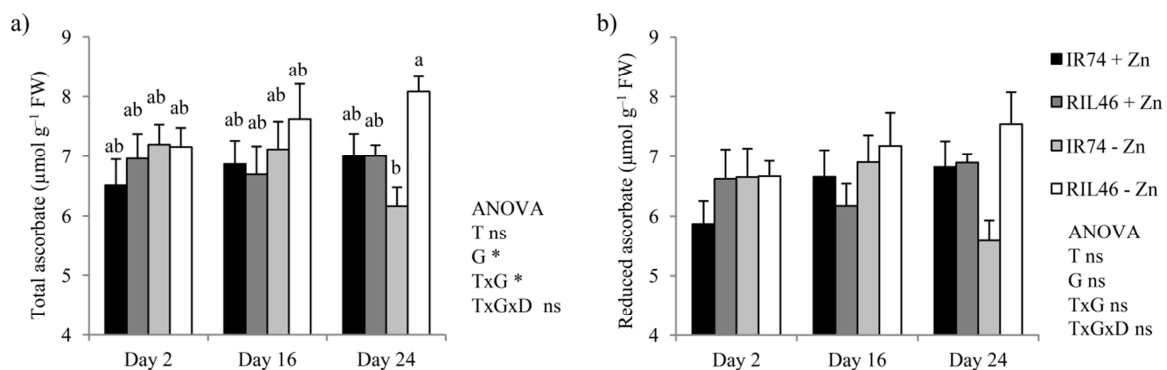 a)
Total ascorbate (µmol g⁻¹ FW)
9
8
7
6
5
4
ab ab ab ab
ab ab ab ab
ab ab b a
Day 2 Day 16 Day 24
ANOVA
T ns
G *
TxG *
TxGxD ns
b)
Reduced ascorbate (µmol g⁻¹ FW)
9
8
7
6
5
4
Day 2 Day 16 Day 24
IR74 + Zn
RIL46 + Zn
IR74 - Zn
RIL46 - Zn
ANOVA
T ns
G ns
TxG ns
TxGxD ns